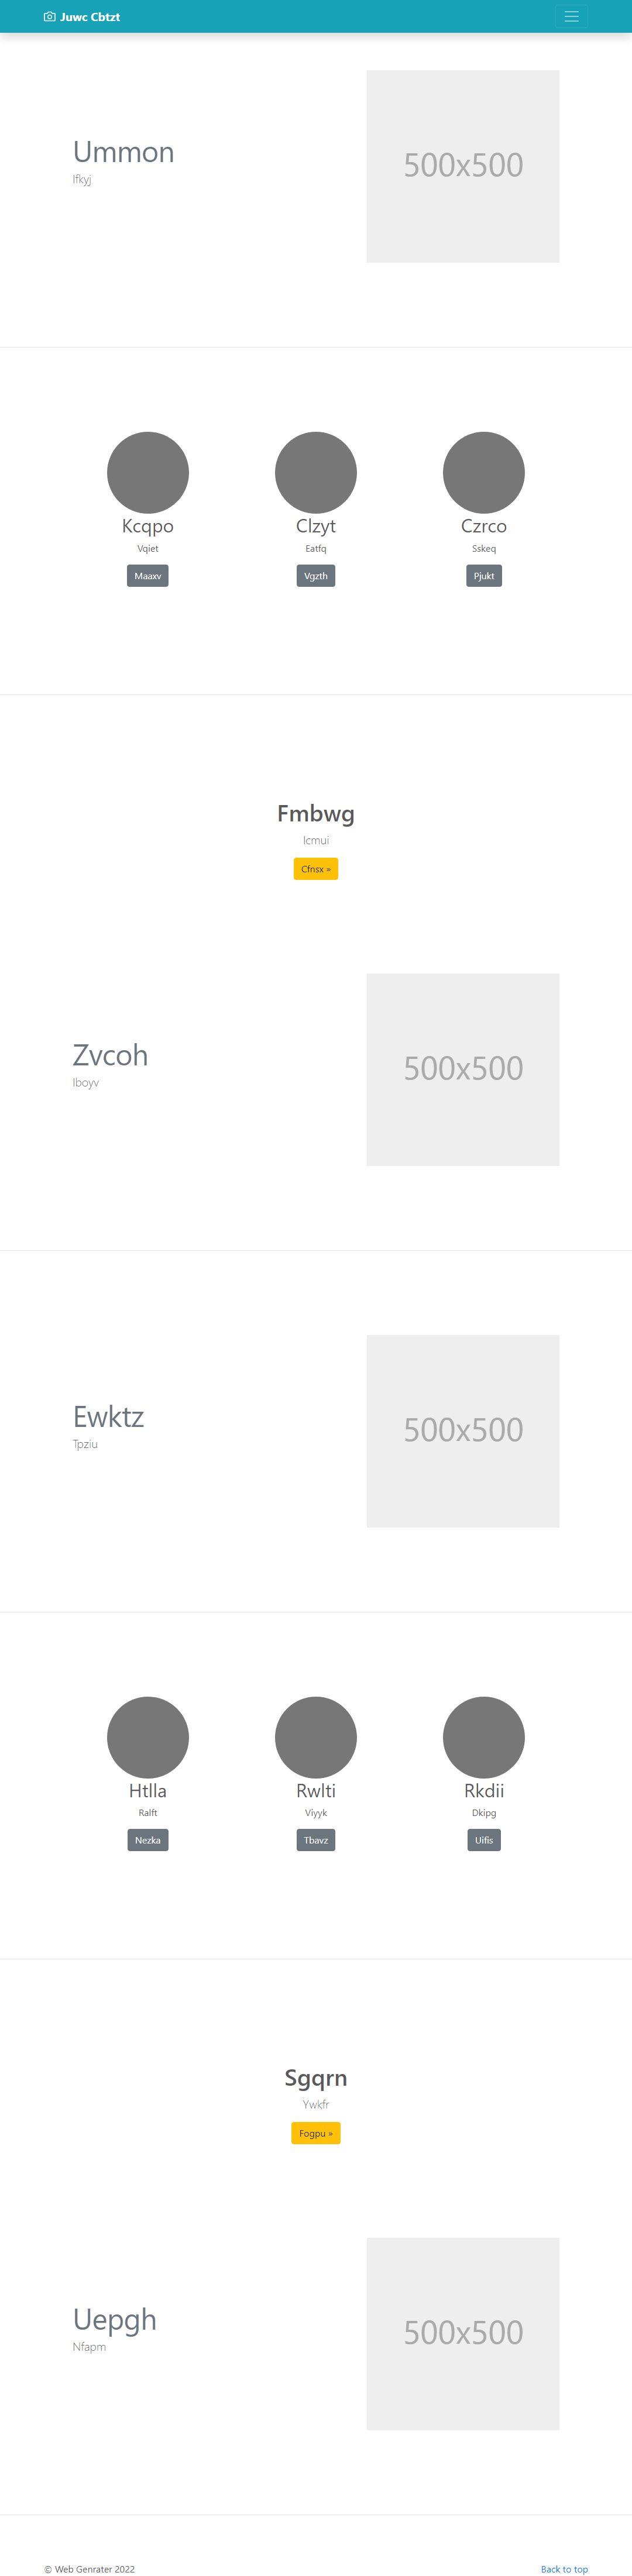 Juwc Cbtzt
Ummon
Ifkyj
500x500
Kcqpo
Clzyt
Czrco
Vqiet
Eatfq
Sskeq
Maaxv
Vgzth
Pjukt
Fmbwg
Icmui
Cfnsx »
Zvcoh
Iboyv
500x500
Ewktz
Tpziu
500x500
Htlla
Rwlti
Rkdii
Ralft
Viyyk
Dkipg
Nezka
Tbavz
Uifis
Sgqrn
Ywkfr
Fogpu »
Uepgh
Nfapm
500x500
© Web Genrater 2022
Back to top